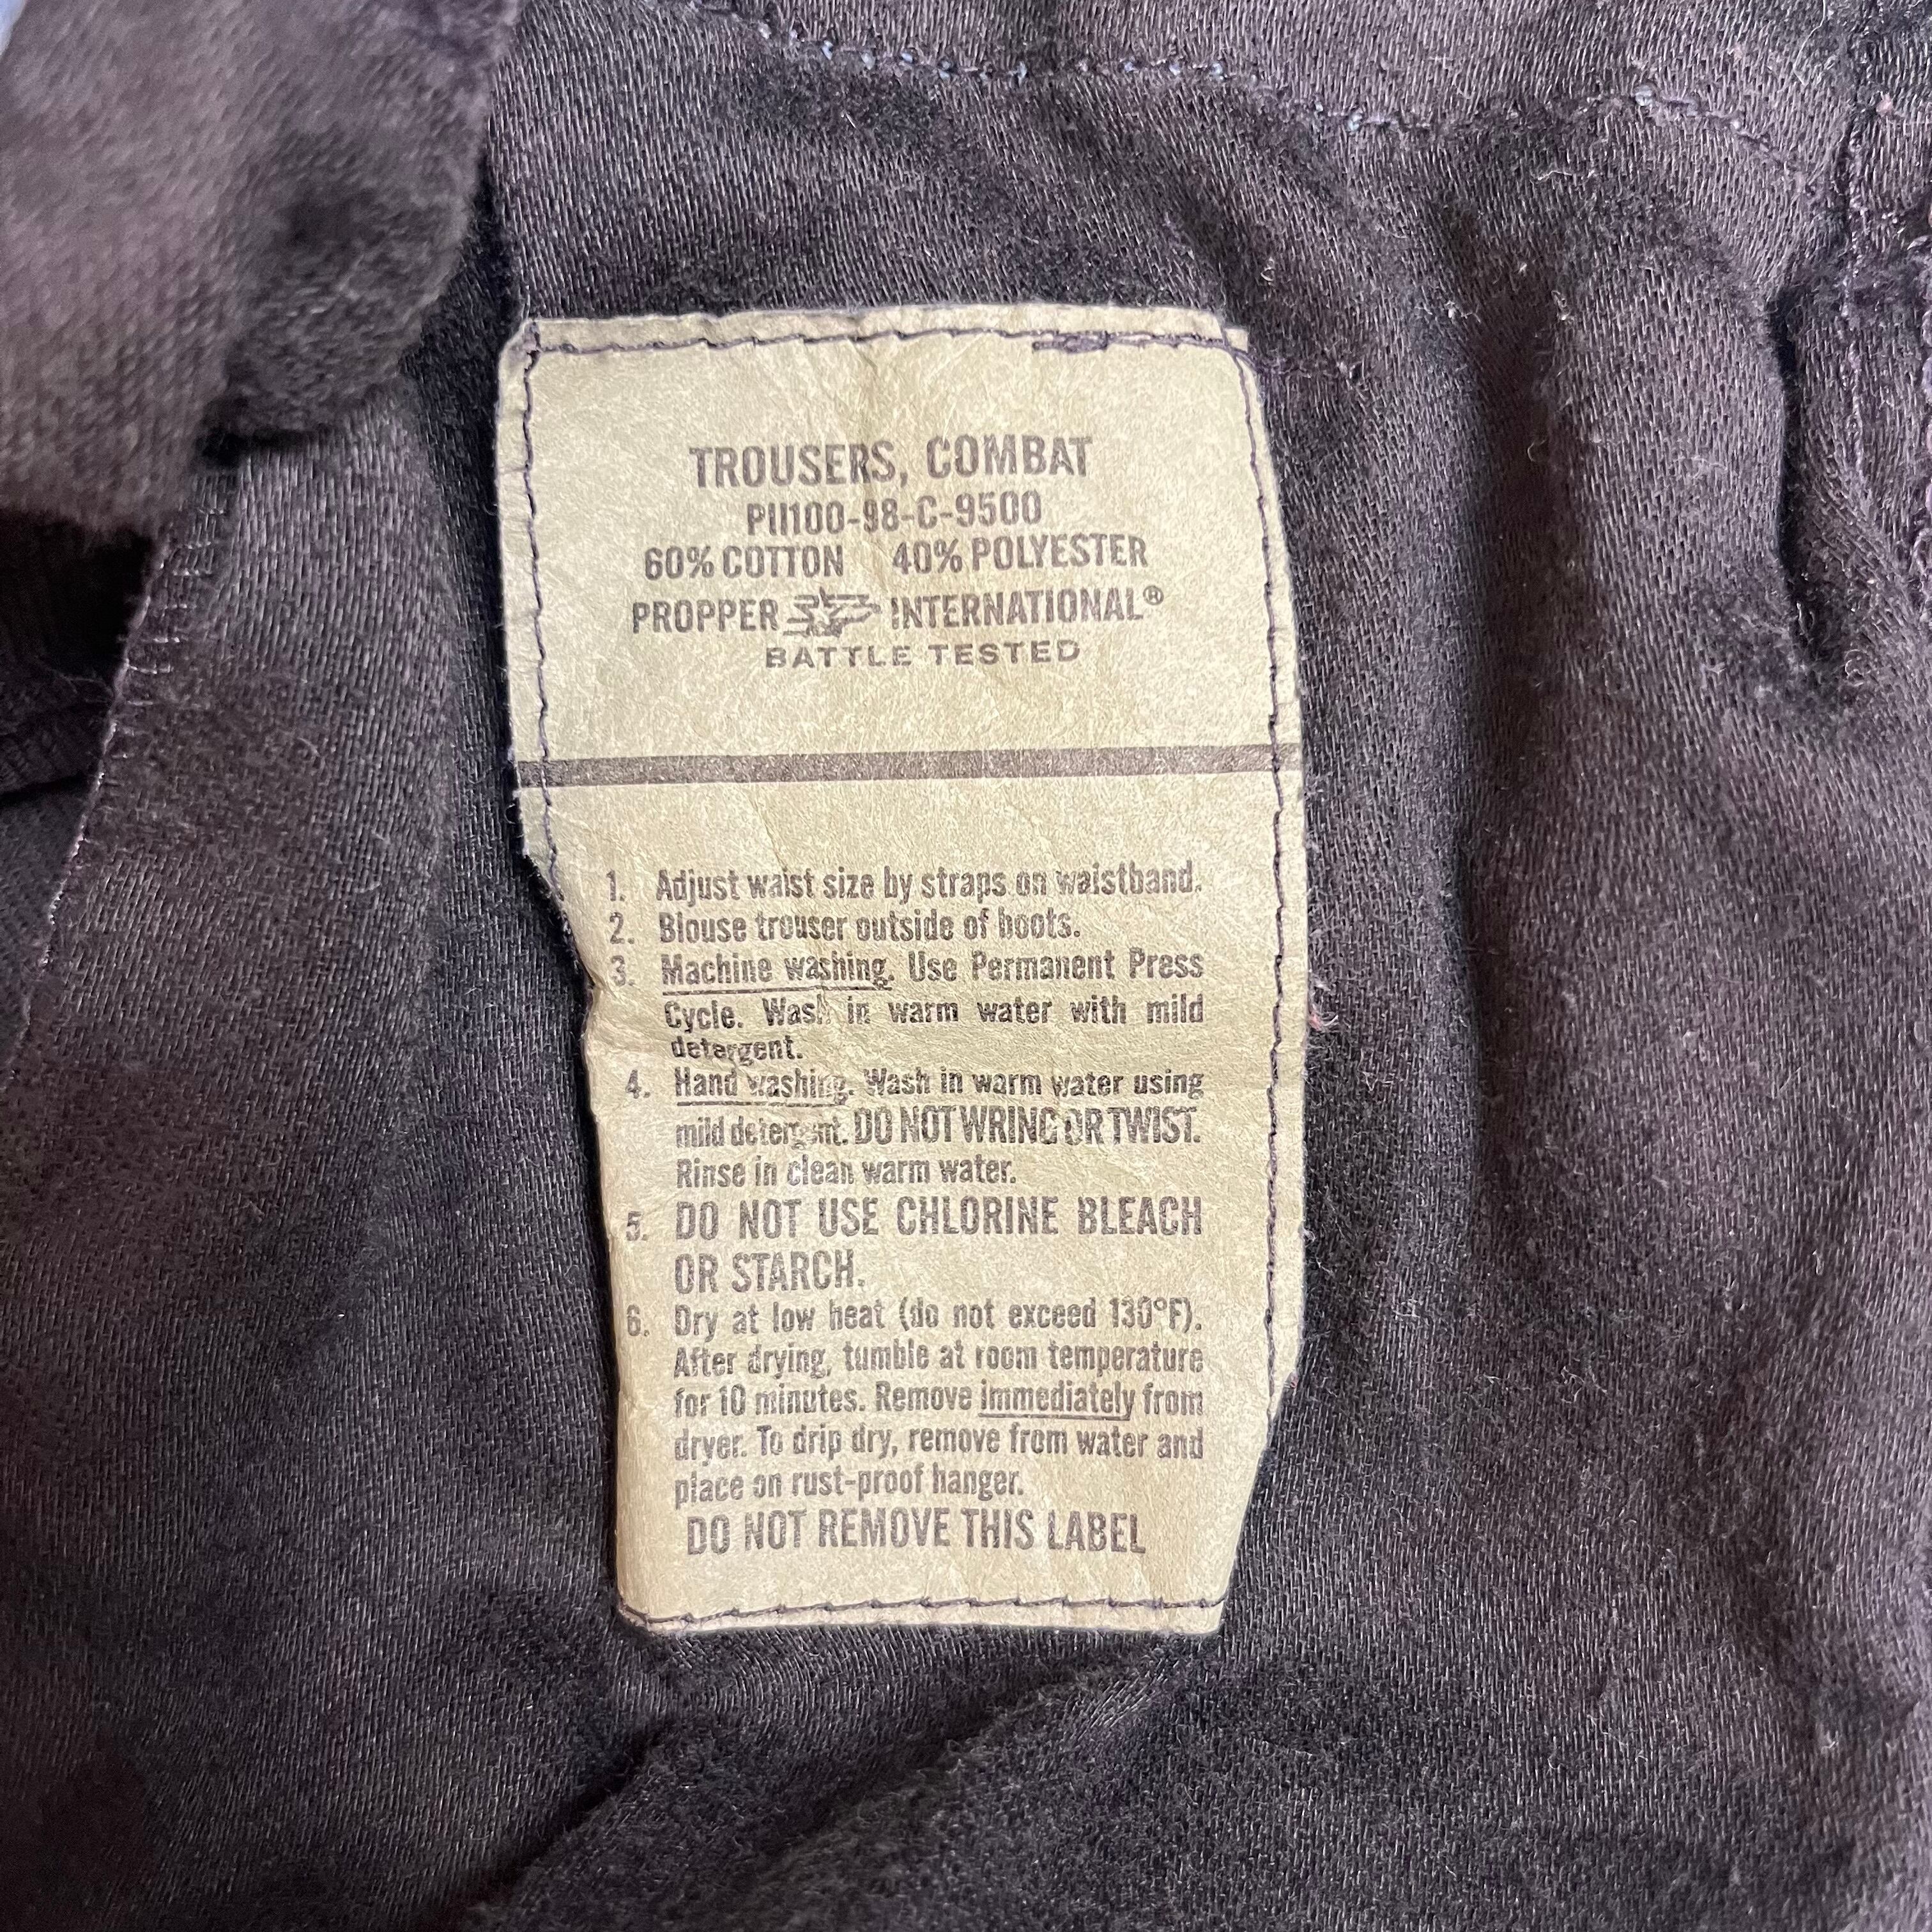 TROUSERS, COMBAT
PII100-98-C-9500
60% COTTON 40% POLYESTER
PROPPER INTERNATIONAL®
BATTLE TESTED
1. Adjust waist size by straps on waistband.
2. Blouse trouser outside of boots.
3. Machine washing. Use Permanent Press
Cycle. Wash in warm water with mild
detergent.
4. Hand washing. Wash in warm water using
mild detergent. DO NOT WRING OR TWIST.
Rinse in clean warm water.
5. DO NOT USE CHLORINE BLEACH
OR STARCH.
6. Dry at low heat (do not exceed 130°F).
After drying, tumble at room temperature
for 10 minutes. Remove immediately from
dryer. To drip dry, remove from water and
place on rust-proof hanger.
DO NOT REMOVE THIS LABEL